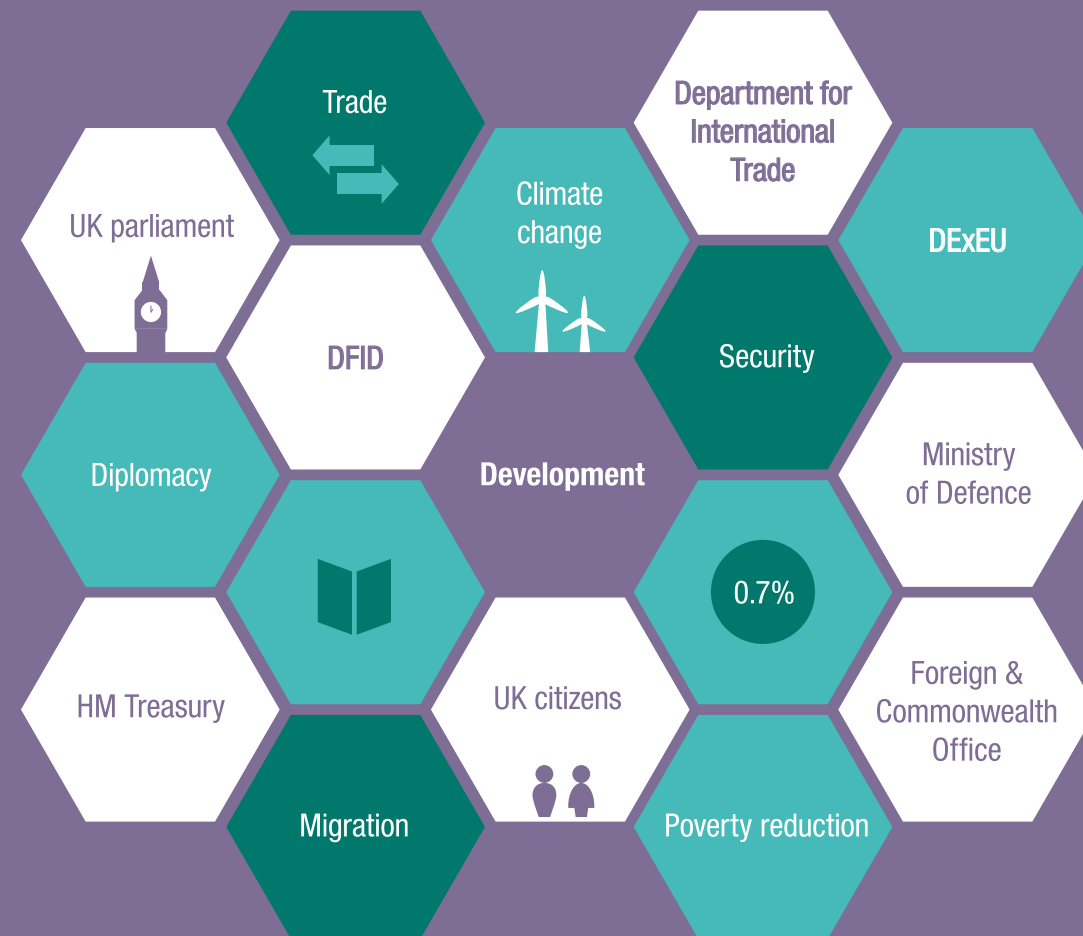 Trade
Department for
International
Trade
UK parliament
Climate
change
DExEU
DFID
Security
Diplomacy
Development
Ministry
of Defence
0.7%
HM Treasury
UK citizens
Foreign &
Commonwealth
Office
Migration
Poverty reduction